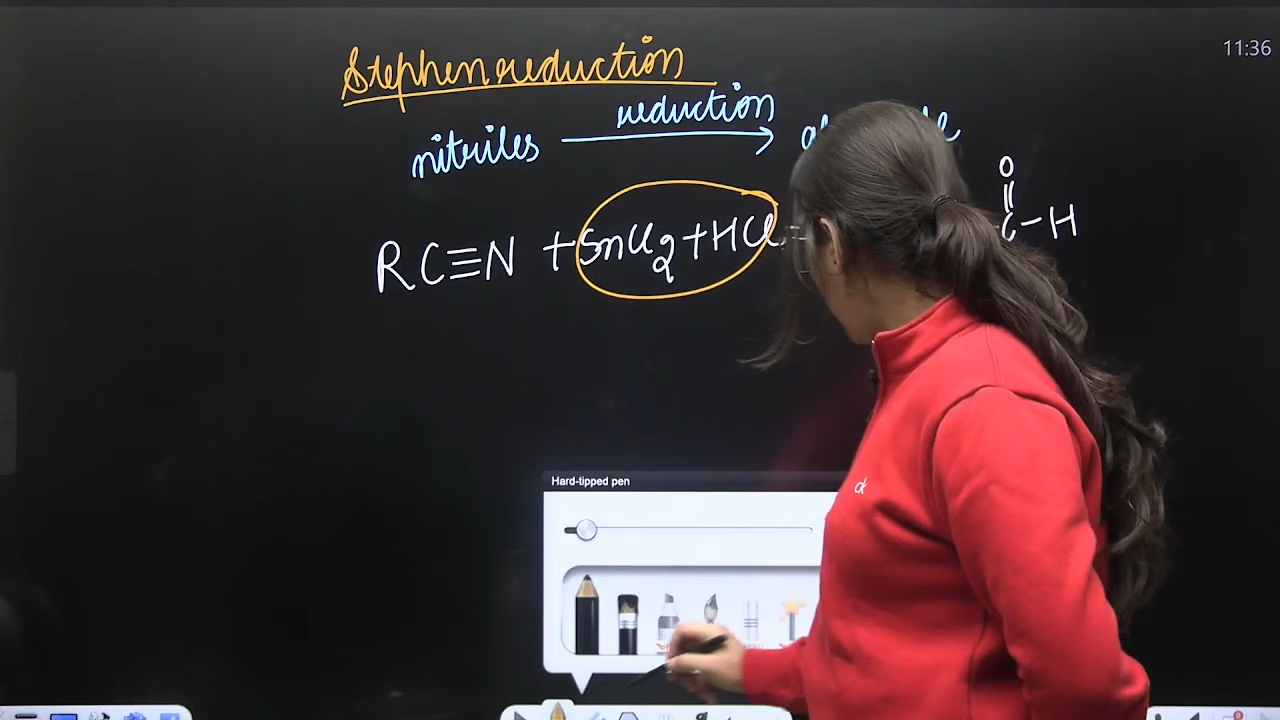 Stephen reduction
11:36
reduction
nitriles
O
RC≡N + SnCl2 + HCl
C-H
Hard-tipped pen